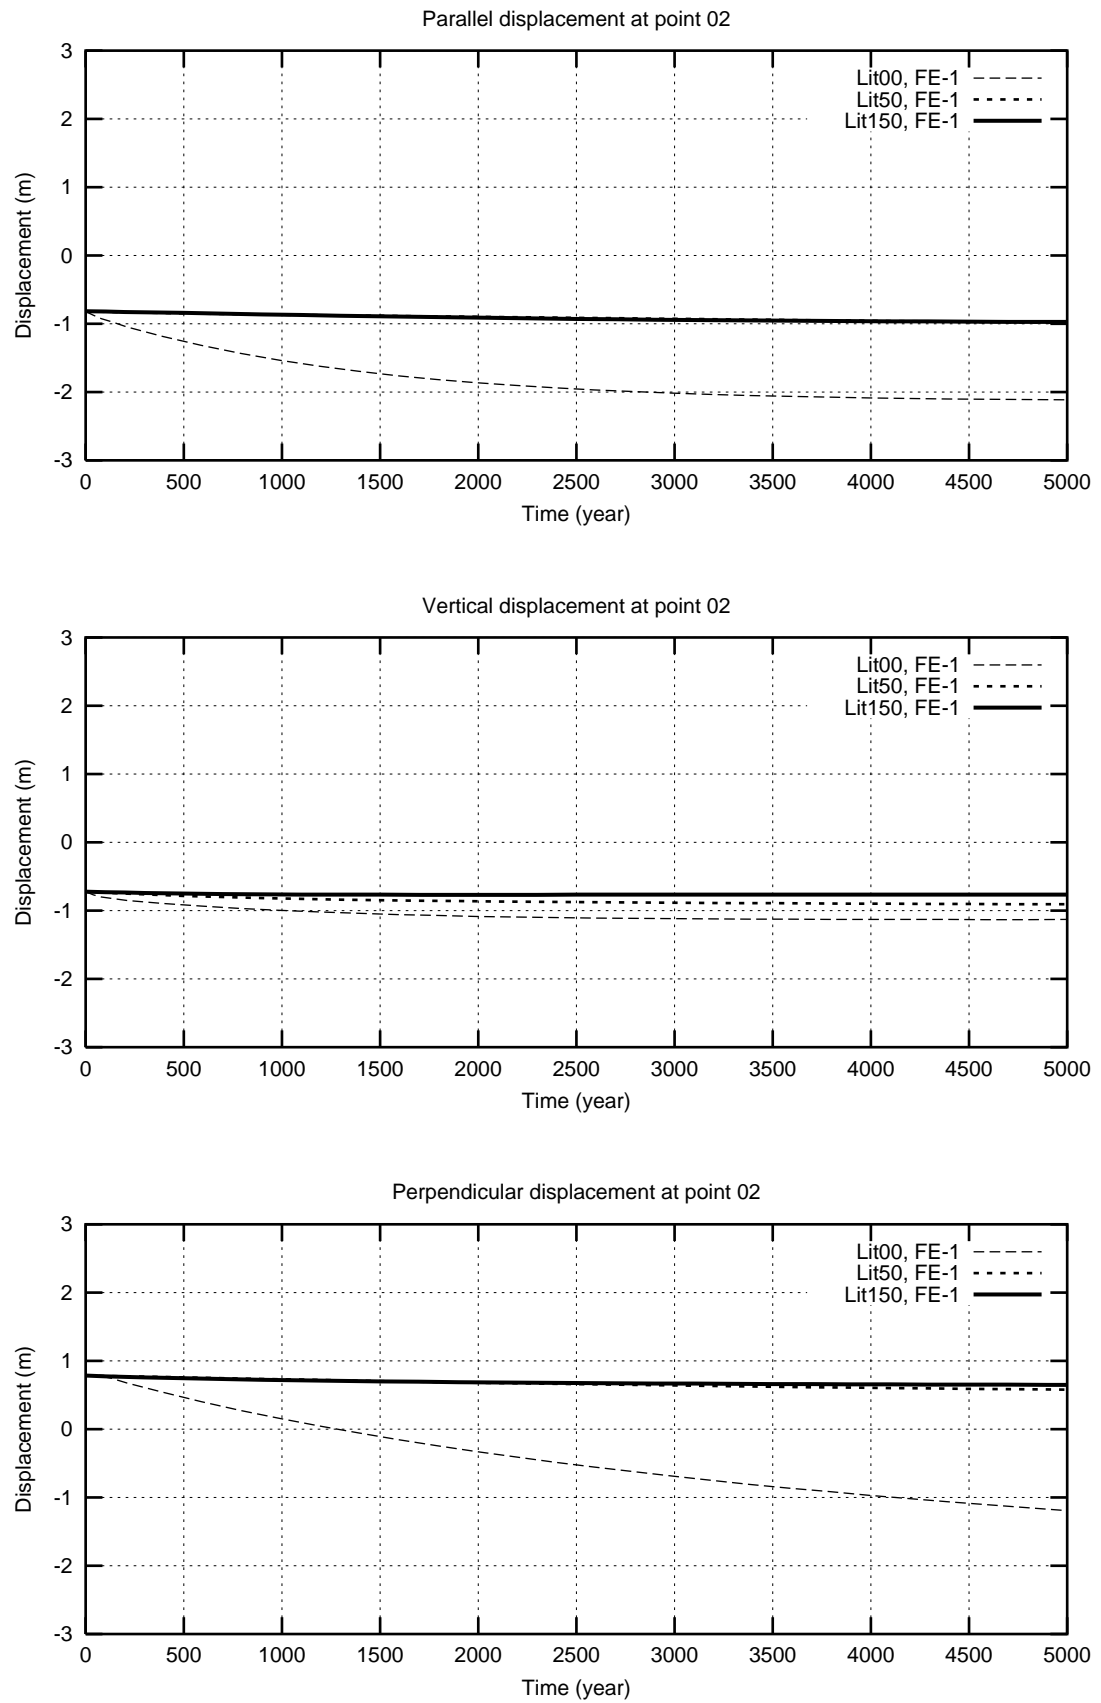 Parallel displacement at point 02
3
2
1
0
-1
-2
-3
Displacement (m)
Lit00, FE-1
Lit50, FE-1
Lit150, FE-1
0 500 1000 1500 2000 2500 3000 3500 4000 4500 5000
Time (year)
Vertical displacement at point 02
3
2
1
0
-1
-2
-3
Displacement (m)
Lit00, FE-1
Lit50, FE-1
Lit150, FE-1
0 500 1000 1500 2000 2500 3000 3500 4000 4500 5000
Time (year)
Perpendicular displacement at point 02
3
2
1
0
-1
-2
-3
Displacement (m)
Lit00, FE-1
Lit50, FE-1
Lit150, FE-1
0 500 1000 1500 2000 2500 3000 3500 4000 4500 5000
Time (year)